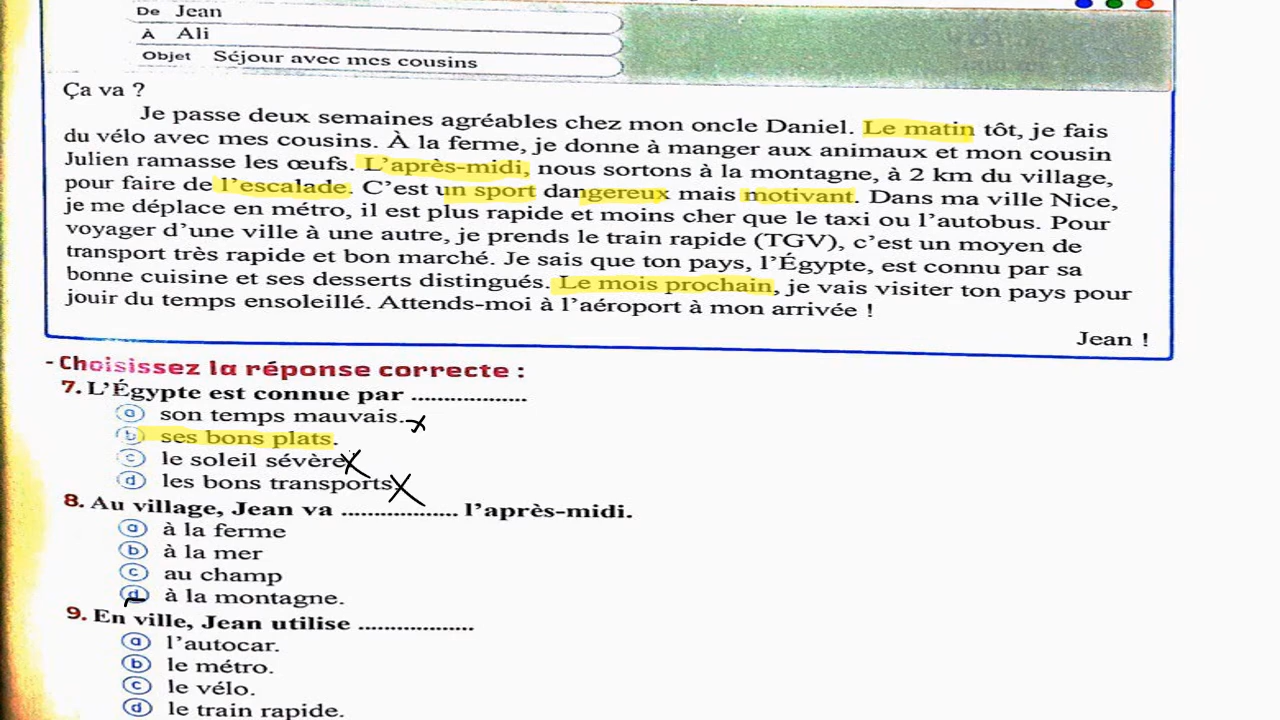 De Jean
À Ali
Objet Séjour avec mes cousins
Ça va ?
Je passe deux semaines agréables chez mon oncle Daniel. Le matin tôt, je fais
du vélo avec mes cousins. À la ferme, je donne à manger aux animaux et mon cousin
Julien ramasse les œufs. L'après-midi, nous sortons à la montagne, à 2 km du village,
pour faire de l'escalade. C'est un sport dangereux mais motivant. Dans ma ville Nice,
je me déplace en métro, il est plus rapide et moins cher que le taxi ou l'autobus. Pour
voyager d'une ville à une autre, je prends le train rapide (TGV), c'est un moyen de
transport très rapide et bon marché. Je sais que ton pays, l'Égypte, est connu par sa
bonne cuisine et ses desserts distingués. Le mois prochain, je vais visiter ton pays pour
jouir du temps ensoleillé. Attends-moi à l'aéroport à mon arrivée !
Jean !
- Choisissez la réponse correcte :
7. L'Égypte est connue par ..................
a son temps mauvais.
b ses bons plats.
c le soleil sévère
d les bons transports.
8. Au village, Jean va .................. l'après-midi.
a à la ferme
b à la mer
c au champ
d à la montagne.
9. En ville, Jean utilise ..................
a l'autocar.
b le métro.
c le vélo.
d le train rapide.